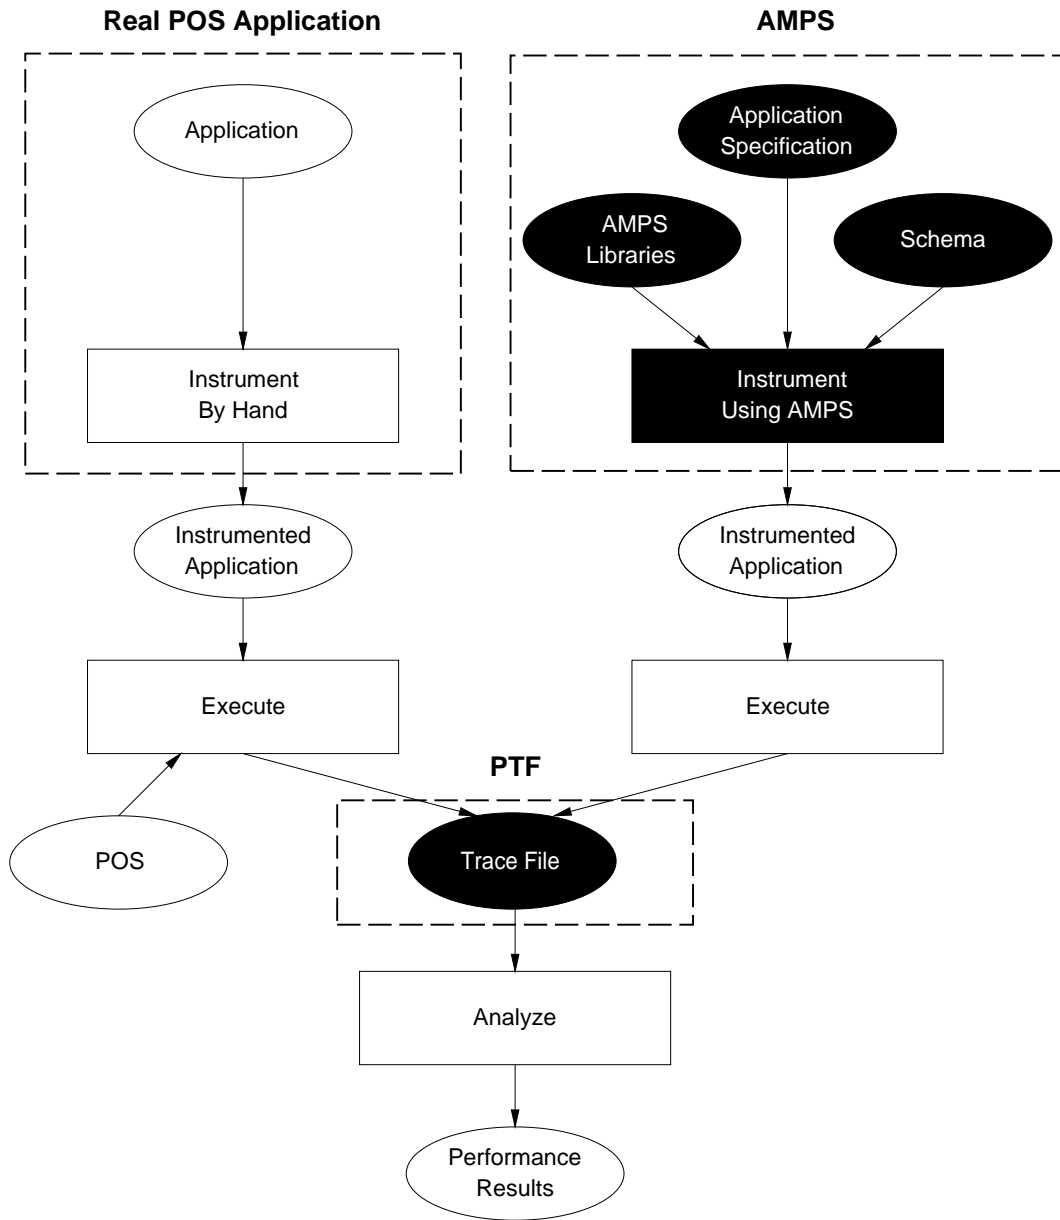 Real POS Application
AMPS
Application
Application
Specification
AMPS
Libraries
Schema
Instrument
By Hand
Instrument
Using AMPS
Instrumented
Application
Instrumented
Application
Execute
Execute
PTF
POS
Trace File
Analyze
Performance
Results